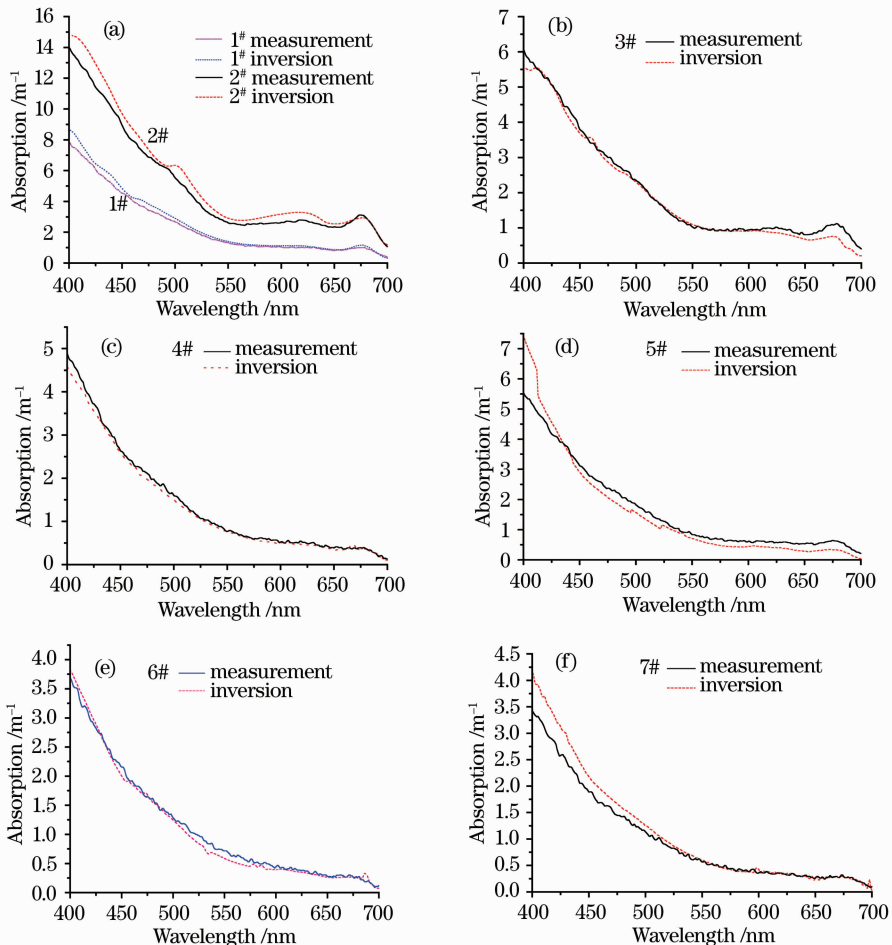 (a)
1# measurement
1# inversion
2# measurement
2# inversion
2#
1#
16
14
12
10
8
6
4
2
0
Absorption /m⁻¹
400 450 500 550 600 650 700
Wavelength /nm
(b)
3# measurement
inversion
7
6
5
4
3
2
1
0
Absorption /m⁻¹
400 450 500 550 600 650 700
Wavelength /nm
(c)
4# measurement
inversion
5
4
3
2
1
0
Absorption /m⁻¹
400 450 500 550 600 650 700
Wavelength /nm
(d)
5# measurement
inversion
7
6
5
4
3
2
1
0
Absorption /m⁻¹
400 450 500 550 600 650 700
Wavelength /nm
(e)
6# measurement
inversion
4.0
3.5
3.0
2.5
2.0
1.5
1.0
0.5
0.0
Absorption /m⁻¹
400 450 500 550 600 650 700
Wavelength /nm
(f)
7# measurement
inversion
4.5
4.0
3.5
3.0
2.5
2.0
1.5
1.0
0.5
0.0
Absorption /m⁻¹
400 450 500 550 600 650 700
Wavelength /nm